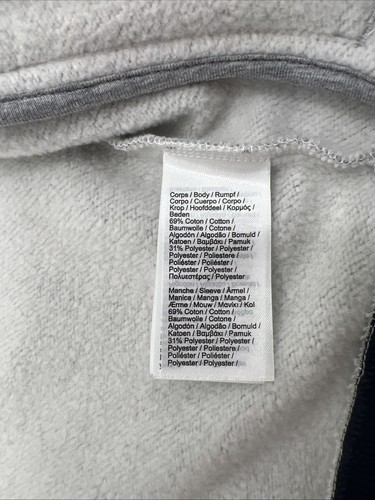 Corps / Body / Rumpf /
Corpo / Cuerpo / Corpo /
Krop / Hoofddeel / Κορμός /
Beden
69% Coton / Cotton /
Baumwolle / Cotone /
Algodón / Algodão / Bomuld /
Katoen / Βαμβάκι / Pamuk
31% Polyester / Polyester /
Polyester / Poliestere /
Poliéster / Poliéster /
Polyester / Polyester /
Πολυεστέρας / Polyester
Manche / Sleeve / Ärmel /
Manica / Manga / Manga /
Ærme / Mouw / Μανίκι / Kol
69% Coton / Cotton /
Baumwolle / Cotone /
Algodón / Algodão / Bomuld /
Katoen / Βαμβάκι / Pamuk
31% Polyester / Polyester /
Polyester / Poliestere /
Poliéster / Poliéster /
Polyester / Polyester /